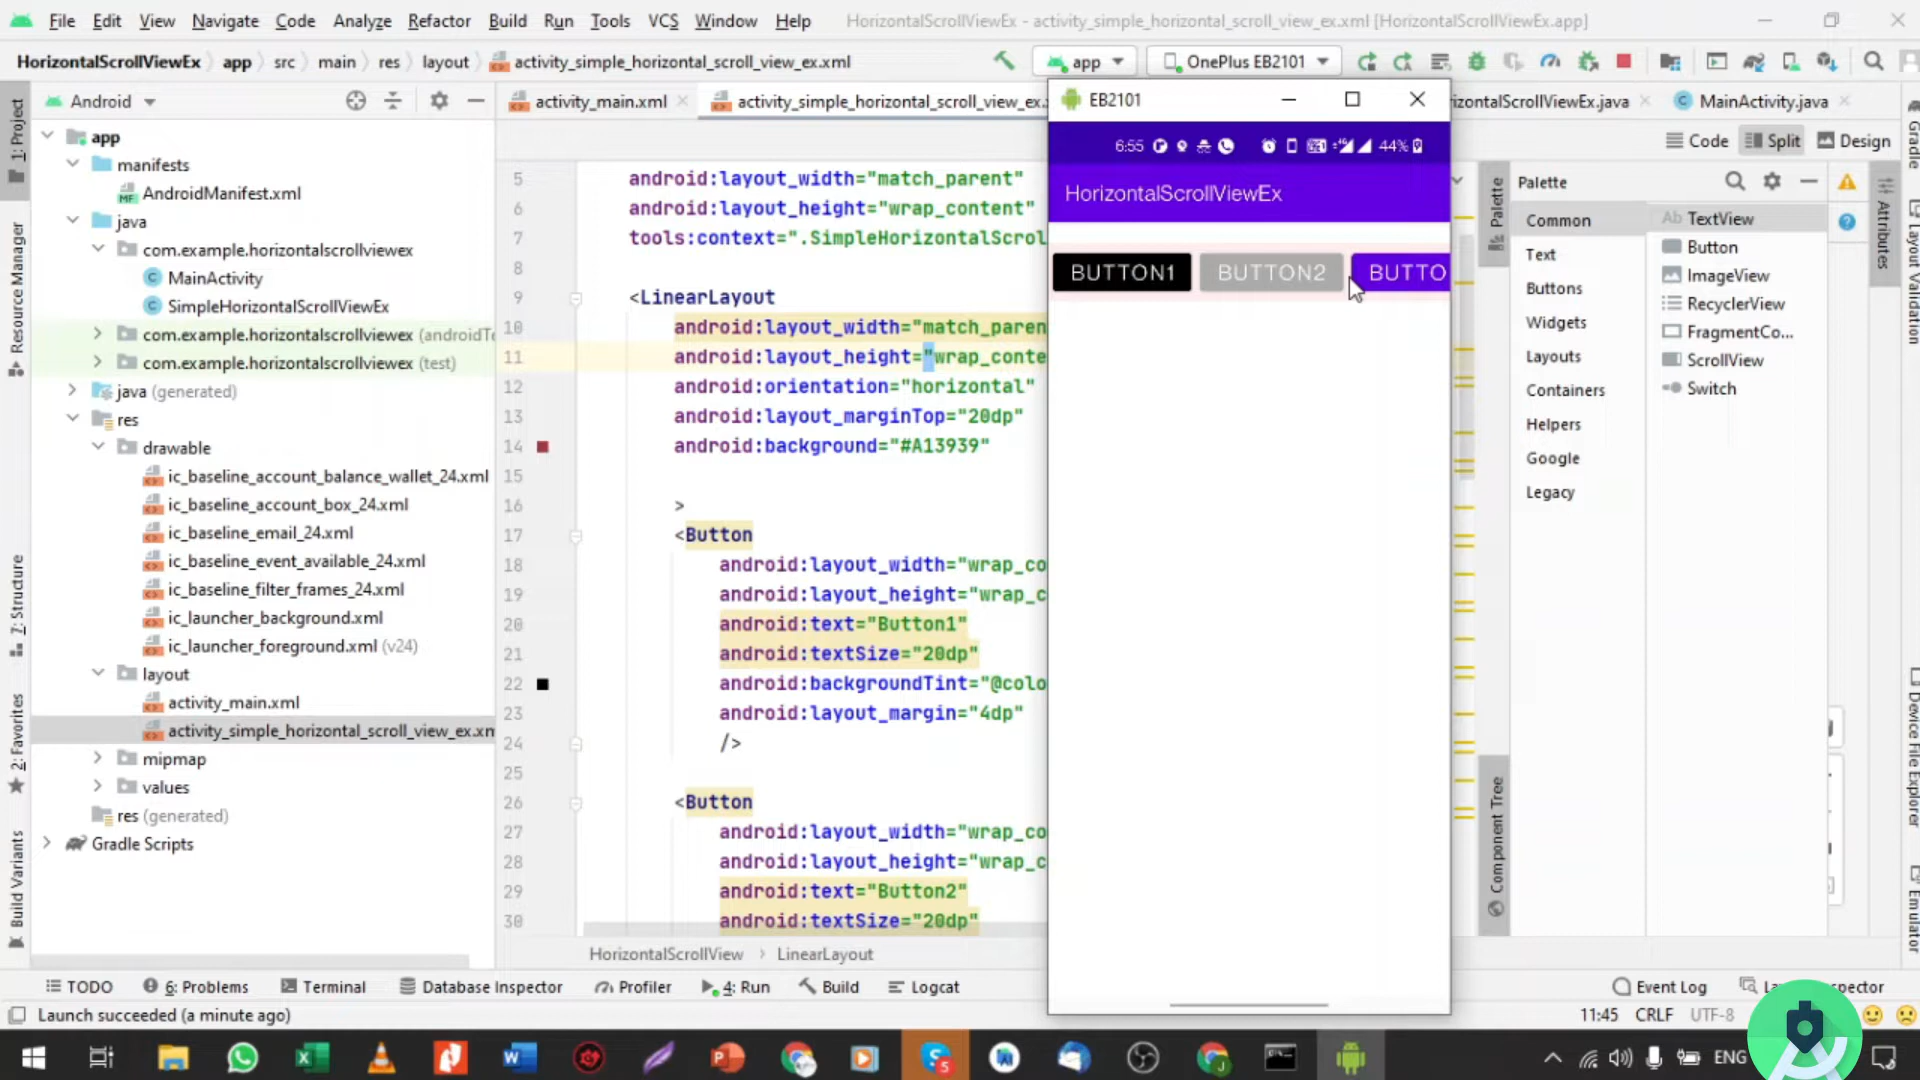 File Edit View Navigate Code Analyze Refactor Build Run Tools VCS Window Help HorizontalScrollViewEx - activity_simple_horizontal_scroll_view_ex.xml [HorizontalScrollViewEx.app]
HorizontalScrollViewEx app src main res layout activity_simple_horizontal_scroll_view_ex.xml app OnePlus EB2101
Android
activity_main.xml activity_simple_horizontal_scroll_view_ex. izontalScrollViewEx.java MainActivity.java
Code Split Design
1: Project
Resource Manager
Z: Structure
2: Favorites
Build Variants
app
manifests
AndroidManifest.xml
java
com.example.horizontalscrollviewex
MainActivity
SimpleHorizontalScrollViewEx
com.example.horizontalscrollviewex (androidTe
com.example.horizontalscrollviewex (test)
java (generated)
res
drawable
ic_baseline_account_balance_wallet_24.xml
ic_baseline_account_box_24.xml
ic_baseline_email_24.xml
ic_baseline_event_available_24.xml
ic_baseline_filter_frames_24.xml
ic_launcher_background.xml
ic_launcher_foreground.xml (v24)
layout
activity_main.xml
activity_simple_horizontal_scroll_view_ex.xm
mipmap
values
res (generated)
Gradle Scripts
5 android:layout_width="match_parent"
6 android:layout_height="wrap_content"
7 tools:context=".SimpleHorizontalScrol
8
9 <LinearLayout
10 android:layout_width="match_paren
11 android:layout_height="wrap_conte
12 android:orientation="horizontal"
13 android:layout_marginTop="20dp"
14 android:background="#A13939"
15
16 >
17 <Button
18 android:layout_width="wrap_co
19 android:layout_height="wrap_c
20 android:text="Button1"
21 android:textSize="20dp"
22 android:backgroundTint="@colo
23 android:layout_margin="4dp"
24 />
25
26 <Button
27 android:layout_width="wrap_co
28 android:layout_height="wrap_c
29 android:text="Button2"
30 android:textSize="20dp"
HorizontalScrollView LinearLayout
EB2101
6:55 44%
HorizontalScrollViewEx
BUTTON1 BUTTON2 BUTTO
Palette
Component Tree
Palette
Common
Text
Buttons
Widgets
Layouts
Containers
Helpers
Google
Legacy
Ab TextView
Button
ImageView
RecyclerView
FragmentCo...
ScrollView
Switch
Attributes
Gradle
Layout Validation
Device File Explorer
Emulator
TODO 6: Problems Terminal Database Inspector Profiler 4: Run Build Logcat Event Log La spector
Launch succeeded (a minute ago) 11:45 CRLF UTF-8
ENG